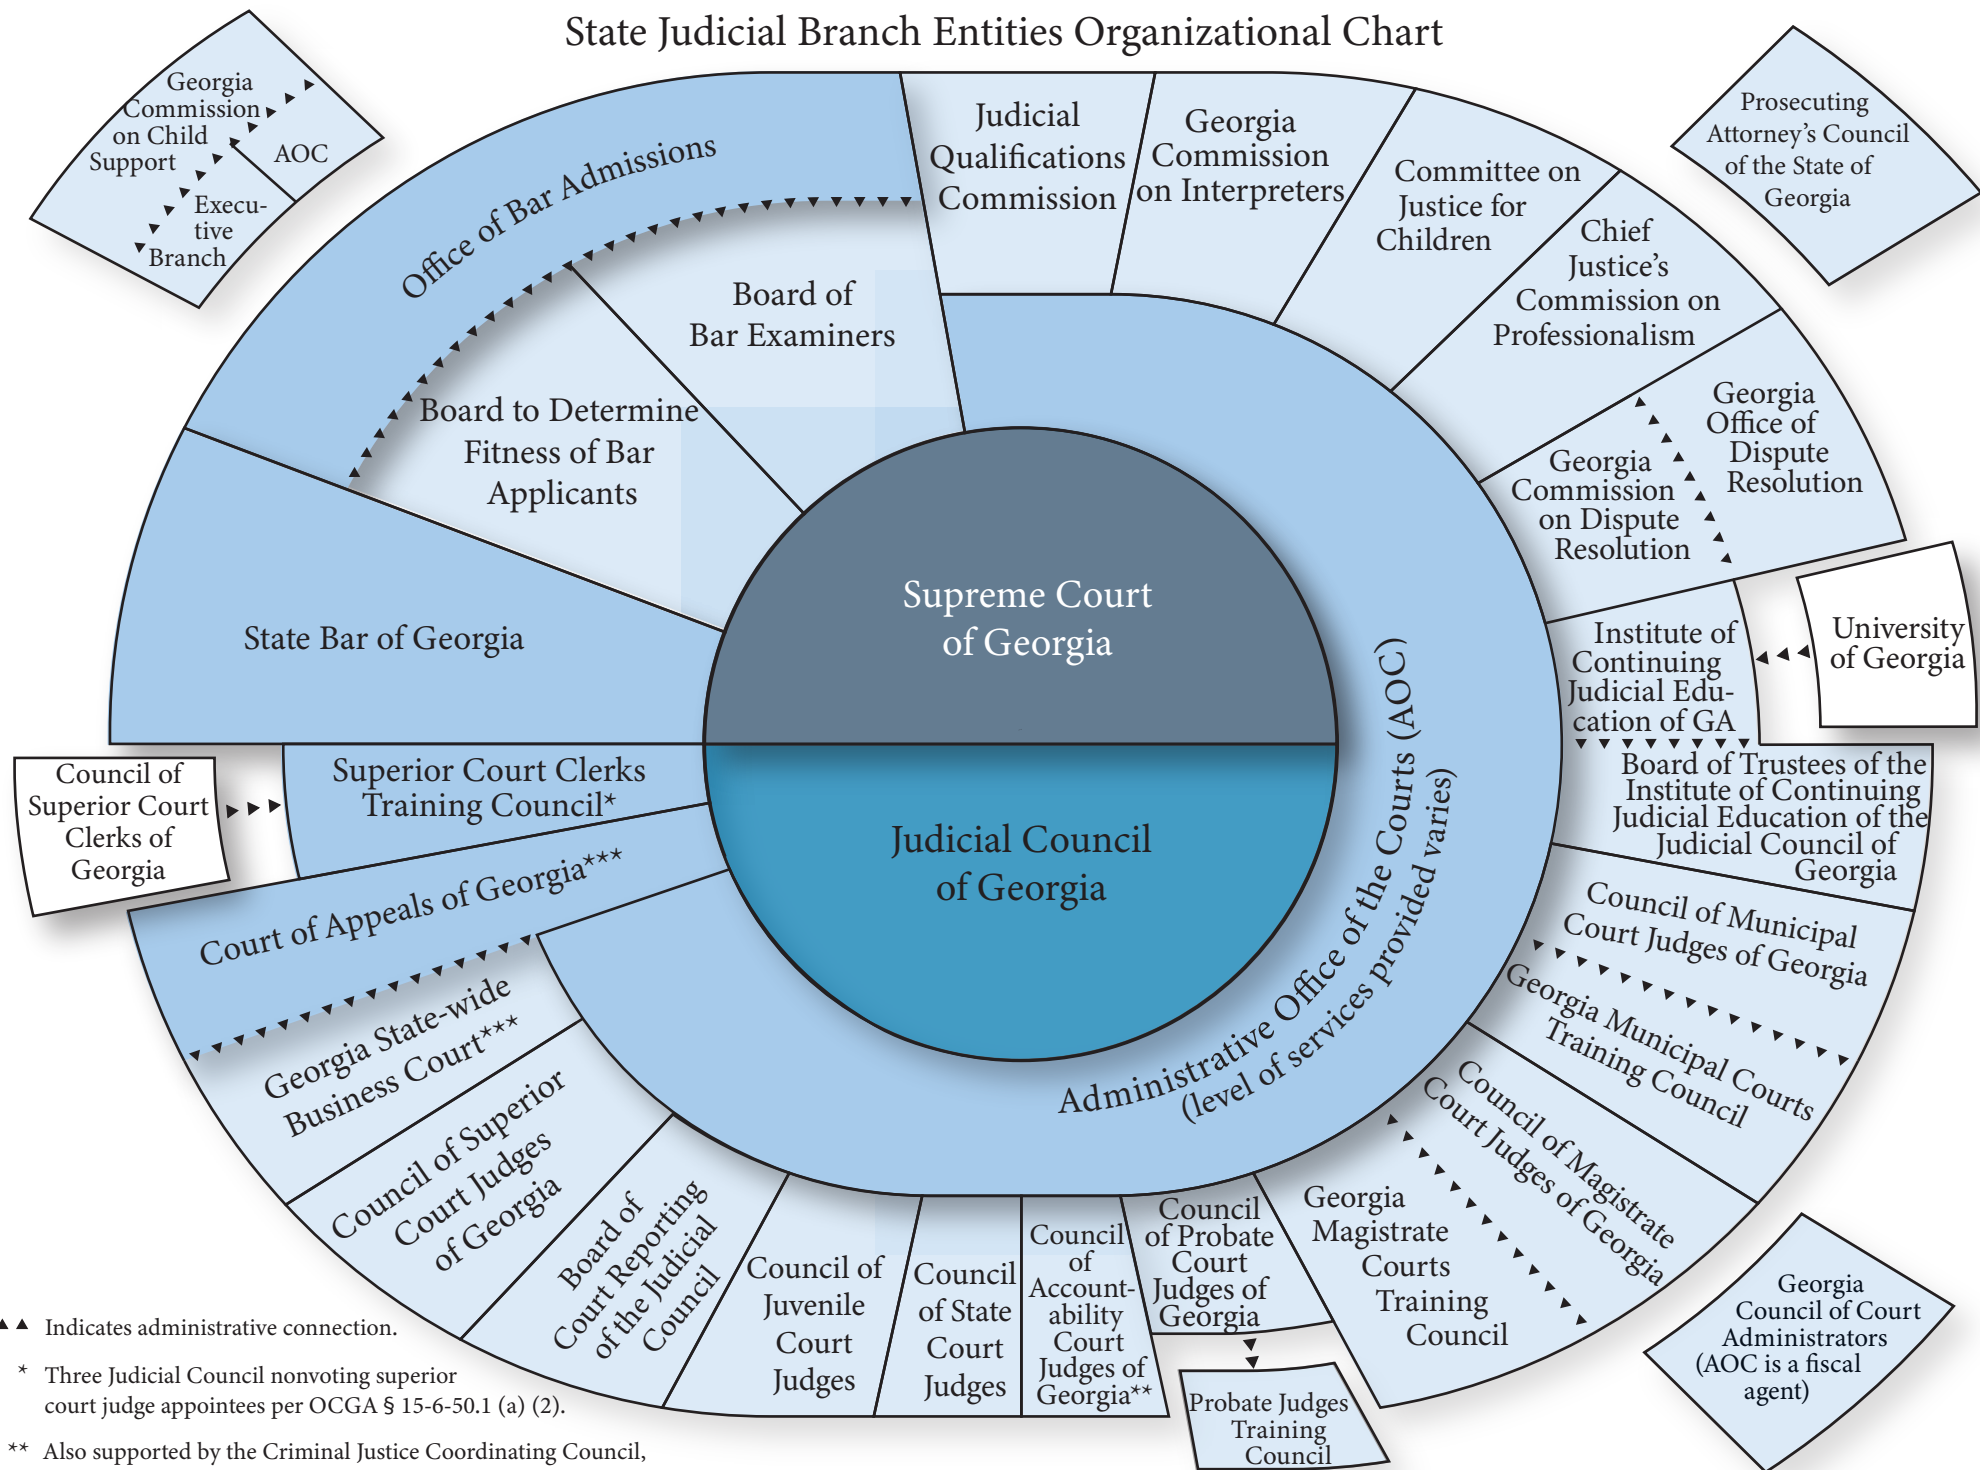 State Judicial Branch Entities Organizational Chart
Georgia
Commission
on Child
Support
AOC
Execu-
tive
Branch
Office of Bar Admissions
Board of
Bar Examiners
Board to Determine
Fitness of Bar
Applicants
State Bar of Georgia
Judicial
Qualifications
Commission
Georgia
Commission
on Interpreters
Committee on
Justice for
Children
Chief
Justice's
Commission on
Professionalism
Georgia
Office of
Dispute
Resolution
Georgia
Commission
on Dispute
Resolution
Prosecuting
Attorney's Council
of the State of
Georgia
Supreme Court
of Georgia
Judicial Council
of Georgia
Administrative Office of the Courts (AOC)
(level of services provided varies)
Institute of
Continuing
Judicial Edu-
cation of GA
University
of Georgia
Board of Trustees of the
Institute of Continuing
Judicial Education of the
Judicial Council of
Georgia
Council of Municipal
Court Judges of Georgia
Georgia Municipal Courts
Training Council
Council of Magistrate
Court Judges of Georgia
Georgia
Magistrate
Courts
Training
Council
Council
of Probate
Court
Judges of
Georgia
Probate Judges
Training
Council
Council
of
Account-
ability
Court
Judges of
Georgia**
Council
of State
Court
Judges
Council of
Juvenile
Court
Judges
Board of
Court Reporting
of the Judicial
Council
Council of Superior
Court Judges
of Georgia
Georgia State-wide
Business Court***
Court of Appeals of Georgia***
Superior Court Clerks
Training Council*
Council of
Superior Court
Clerks of
Georgia
Georgia
Council of Court
Administrators
(AOC is a fiscal
agent)
▲ ▲ Indicates administrative connection.
* Three Judicial Council nonvoting superior
court judge appointees per OCGA § 15-6-50.1 (a) (2).
** Also supported by the Criminal Justice Coordinating Council,